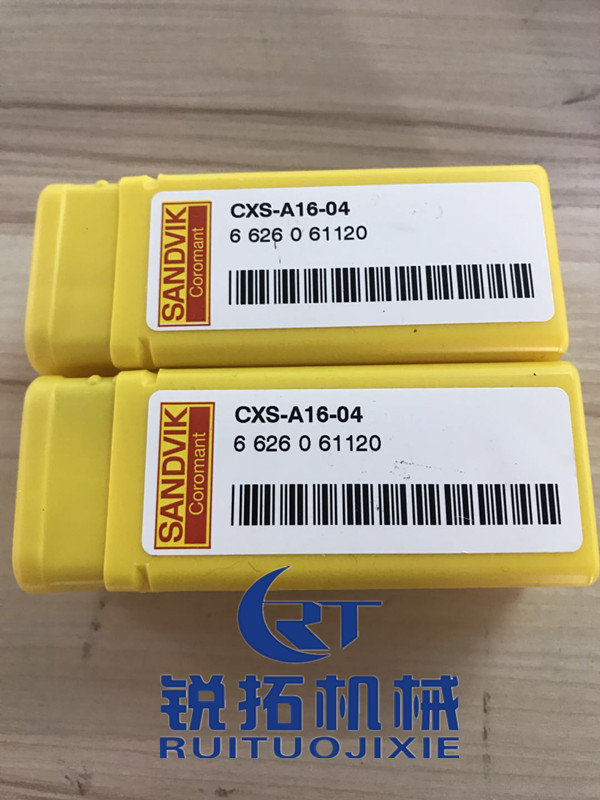 SANDVIK
Coromant
CXS-A16-04
6 626 0 61120
SANDVIK
Coromant
CXS-A16-04
6 626 0 61120
CRT
锐拓机械
RUITUOJIXIE